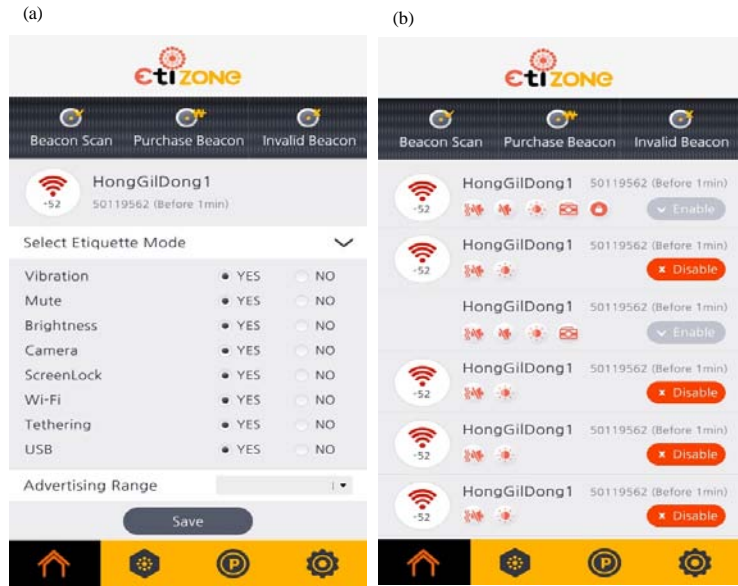 (a)
EtiZONE
Beacon Scan Purchase Beacon Invalid Beacon
-52 HongGilDong1
50119562 (Before 1min)
Select Etiquette Mode
Vibration YES NO
Mute YES NO
Brightness YES NO
Camera YES NO
ScreenLock YES NO
Wi-Fi YES NO
Tethering YES NO
USB YES NO
Advertising Range
Save
P
(b)
EtiZONE
Beacon Scan Purchase Beacon Invalid Beacon
HongGilDong1 50119562 (Before 1min)
-52 Enable
HongGilDong1 50119562 (Before 1min)
-52 x Disable
HongGilDong1 50119562 (Before 1min)
Enable
HongGilDong1 50119562 (Before 1min)
-52 x Disable
HongGilDong1 50119562 (Before 1min)
-52 x Disable
HongGilDong1 50119562 (Before 1min)
-52 x Disable
P